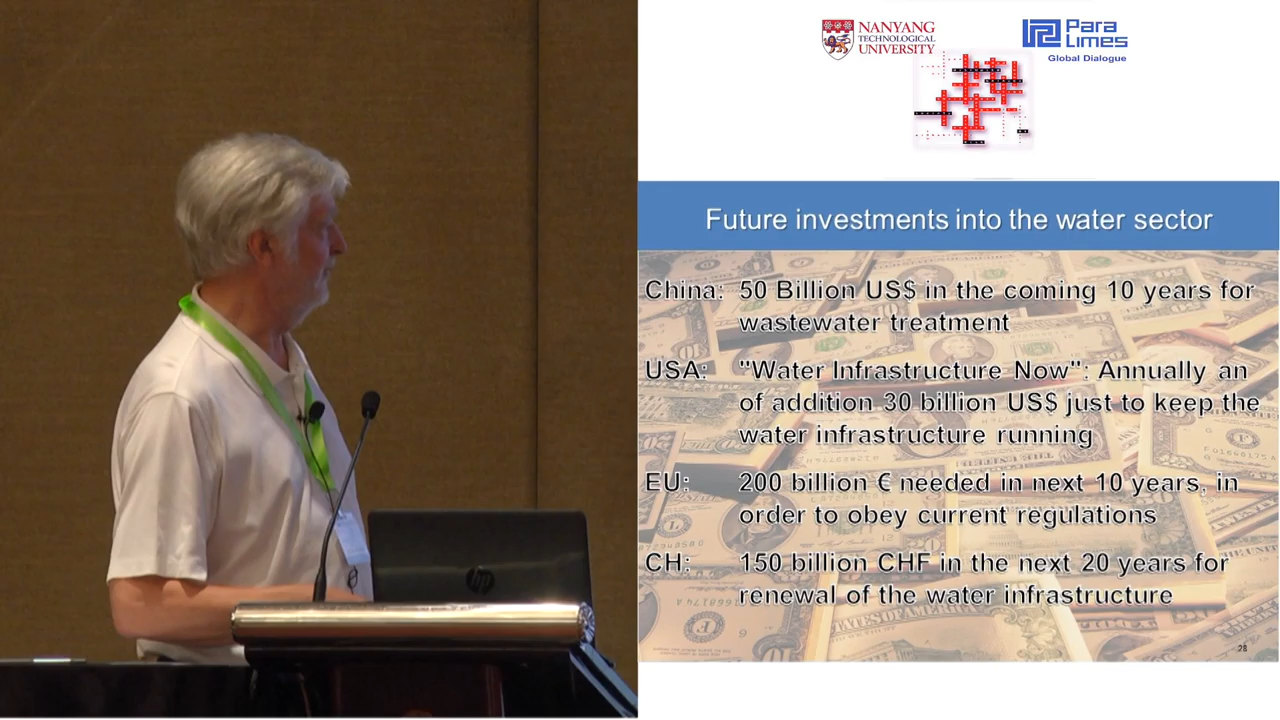 NANYANG
TECHNOLOGICAL
UNIVERSITY
Para
Limes
Global Dialogue
Future investments into the water sector
China: 50 Billion US$ in the coming 10 years for
wastewater treatment
USA: "Water Infrastructure Now": Annually an
of addition 30 billion US$ just to keep the
water infrastructure running
EU: 200 billion € needed in next 10 years, in
order to obey current regulations
CH: 150 billion CHF in the next 20 years for
renewal of the water infrastructure
28
hp